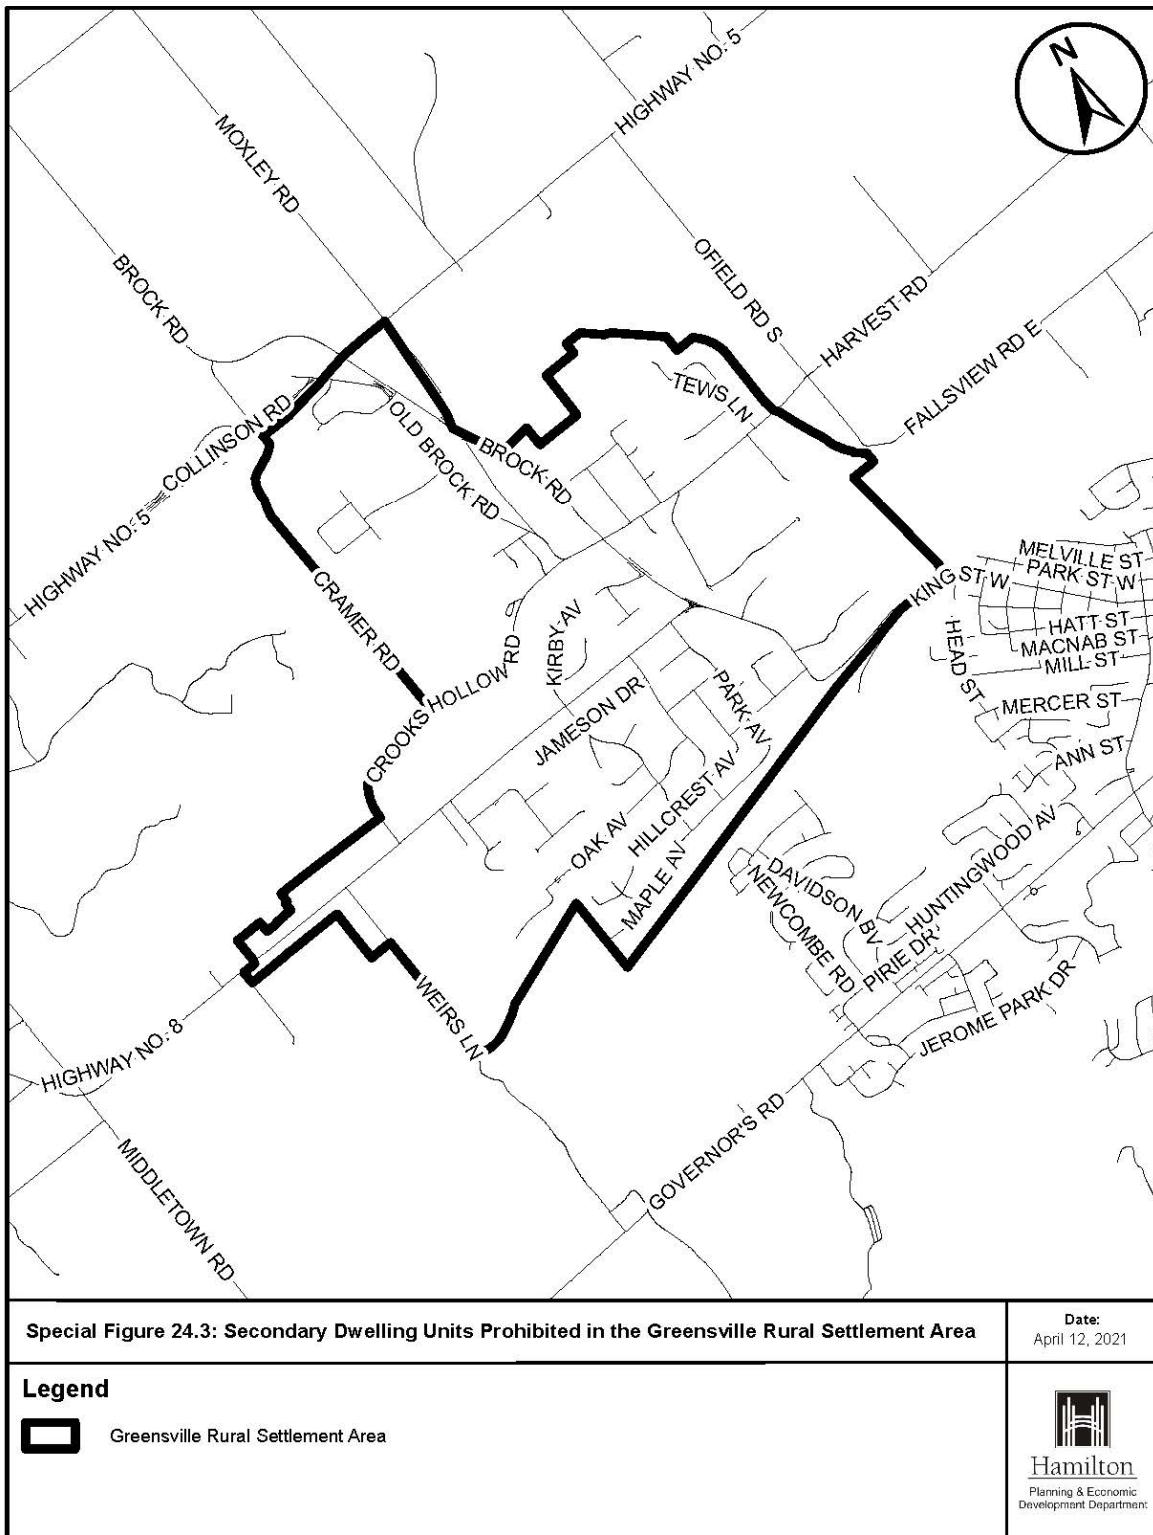 N
HIGHWAY NO. 5
MOXLEY RD
BROCK RD
OFIELD RD S
HARVEST RD
FALLSVIEW RD E
TEWS LN
COLLINSON RD
OLD BROCK RD
BROCK RD
HIGHWAY NO. 5
MELVILLE ST
PARK ST W
KING ST W
CRAMER RD
HATT ST
HEAD ST
MACNAB ST
MILL ST
KIRBY AV
CROOKS HOLLOW RD
PARK AV
MERCER ST
JAMESON DR
ANN ST
HILLCREST AV
OAK AV
MAPLE AV
HUNTINGWOOD AV
DAVIDSON BV
NEWCOMBE RD
PIRIE DR
WEIRS LN
JEROME PARK DR
HIGHWAY NO. 8
GOVERNOR'S RD
MIDDLETOWN RD
Special Figure 24.3: Secondary Dwelling Units Prohibited in the Greensville Rural Settlement Area
Date:
April 12, 2021
Legend
Greensville Rural Settlement Area
Hamilton
Planning & Economic
Development Department